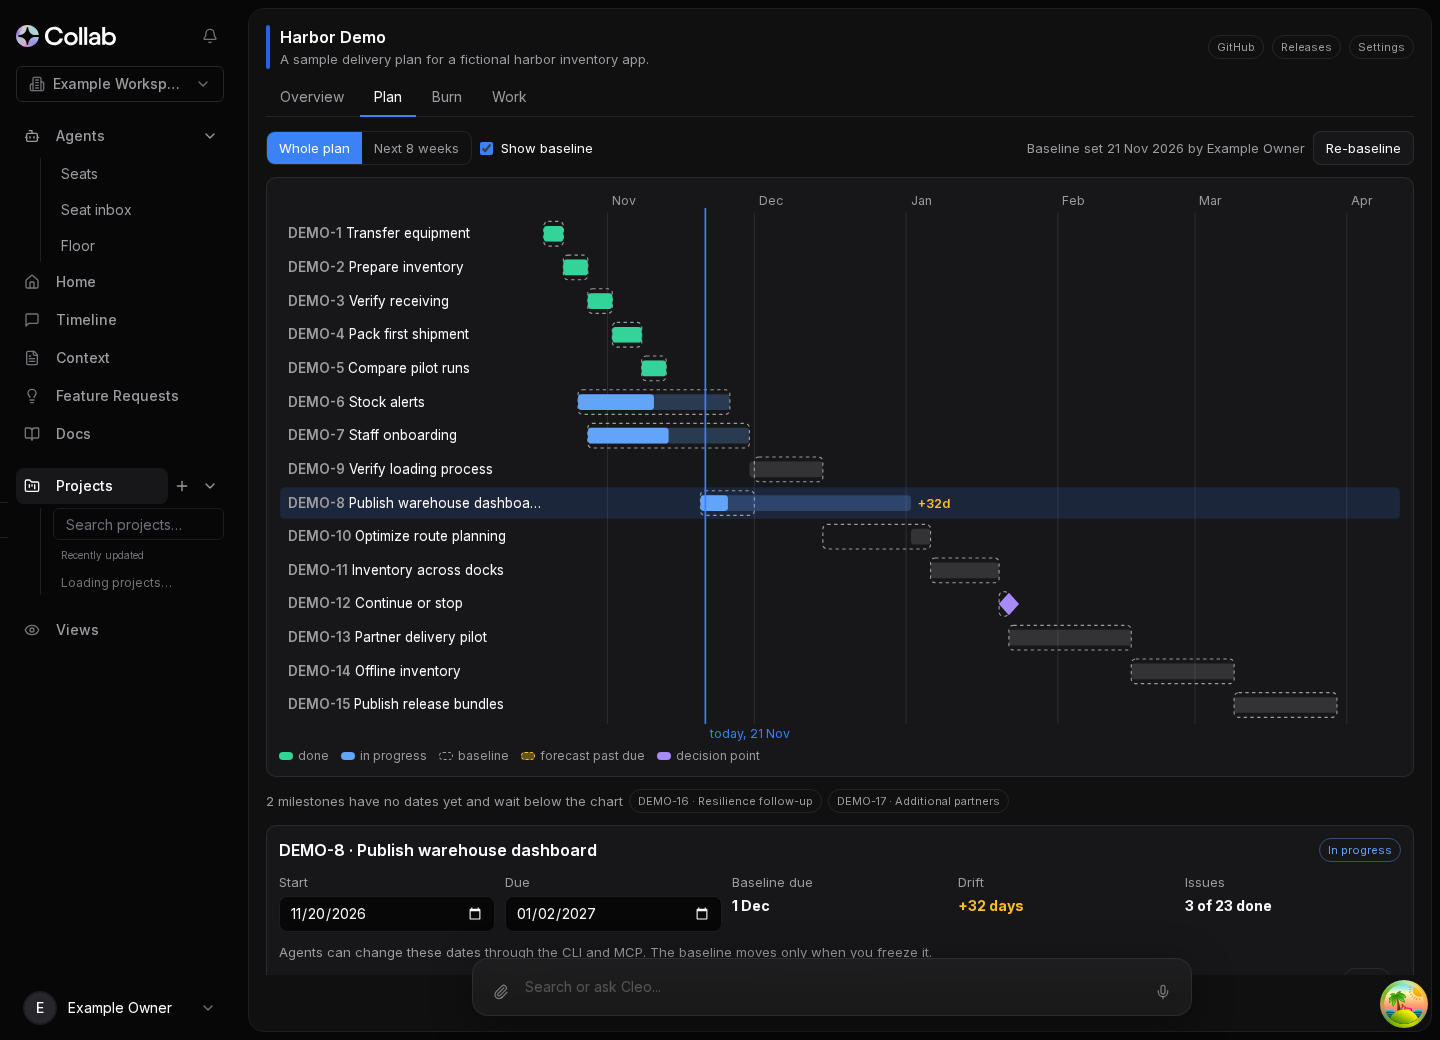 Collab
Example Worksp...
Agents
Seats
Seat inbox
Floor
Home
Timeline
Context
Feature Requests
Docs
Projects
Search projects...
Recently updated
Loading projects...
Views
E
Example Owner
Harbor Demo
A sample delivery plan for a fictional harbor inventory app.
GitHub
Releases
Settings
Overview
Plan
Burn
Work
Whole plan
Next 8 weeks
Show baseline
Baseline set 21 Nov 2026 by Example Owner
Re-baseline
Nov
Dec
Jan
Feb
Mar
Apr
DEMO-1 Transfer equipment
DEMO-2 Prepare inventory
DEMO-3 Verify receiving
DEMO-4 Pack first shipment
DEMO-5 Compare pilot runs
DEMO-6 Stock alerts
DEMO-7 Staff onboarding
DEMO-9 Verify loading process
DEMO-8 Publish warehouse dashboa...
+32d
DEMO-10 Optimize route planning
DEMO-11 Inventory across docks
DEMO-12 Continue or stop
DEMO-13 Partner delivery pilot
DEMO-14 Offline inventory
DEMO-15 Publish release bundles
today, 21 Nov
done
in progress
baseline
forecast past due
decision point
2 milestones have no dates yet and wait below the chart
DEMO-16 · Resilience follow-up
DEMO-17 · Additional partners
DEMO-8 · Publish warehouse dashboard
In progress
Start
Due
Baseline due
Drift
Issues
11/20/2026
01/02/2027
1 Dec
+32 days
3 of 23 done
Agents can change these dates through the CLI and MCP. The baseline moves only when you freeze it.
Search or ask Cleo...